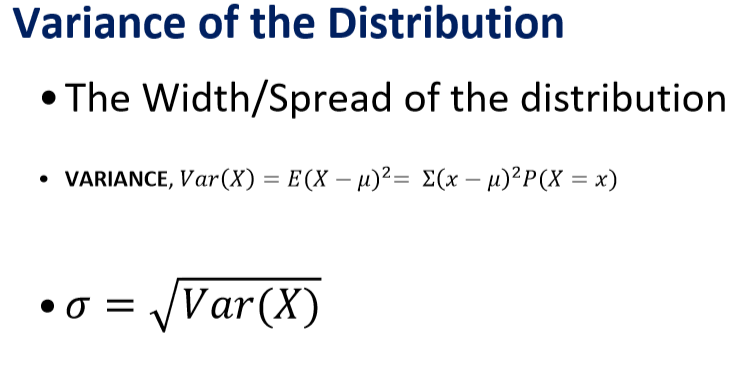 Variance of the Distribution
• The Width/Spread of the distribution
• VARIANCE, Var(X) = E(X − μ)²= Σ(x − μ)²P(X = x)
• σ = √Var(X)